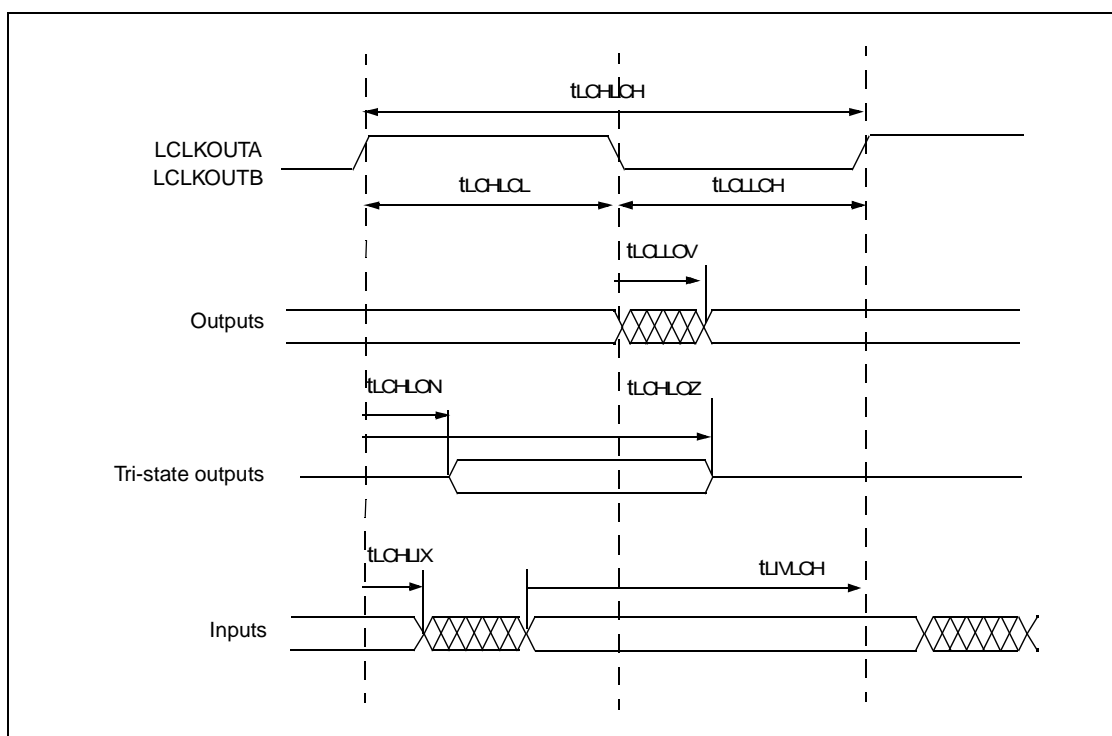 tLCHLCH
LCLKOUTA
LCLKOUTB
tLCHLCL
tLCLLCH
tLCLLOV
Outputs
tLCHLON
tLCHLOZ
Tri-state outputs
tLCHLIX
tLIVLCH
Inputs